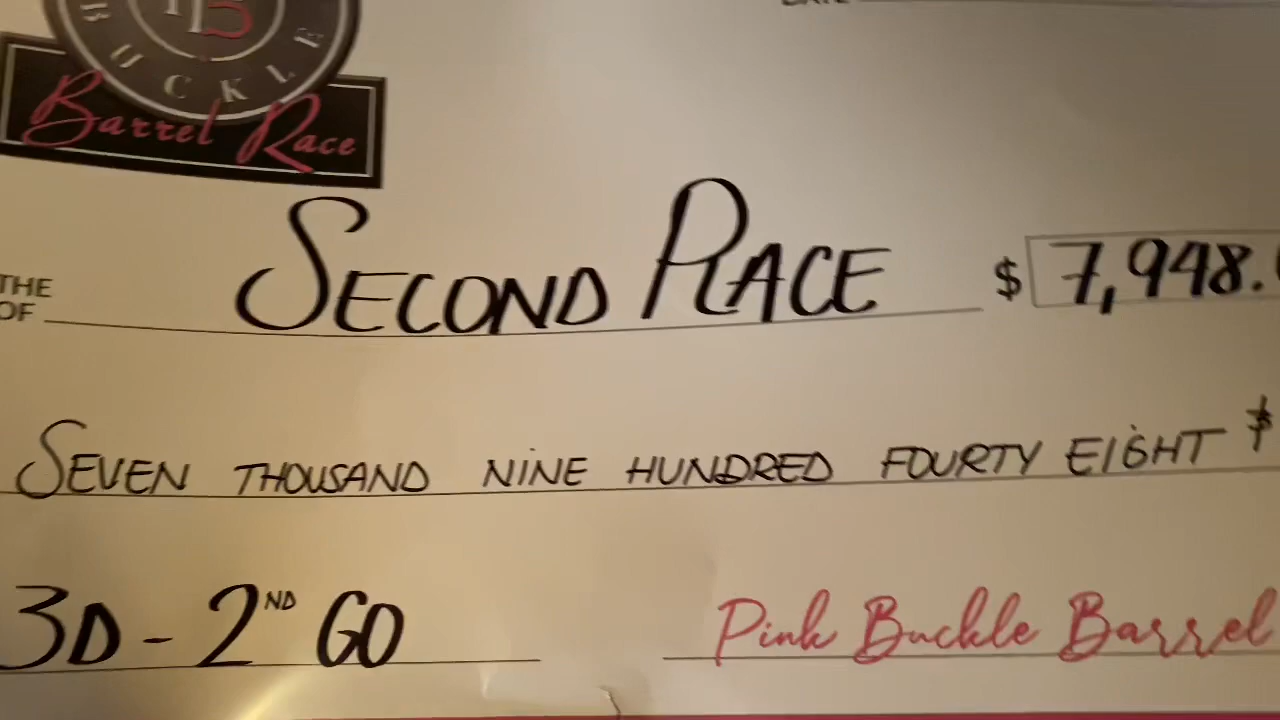 BUCKLE
Barrel Race
SECOND PLACE $ 7,948.
THE
OF
SEVEN THOUSAND NINE HUNDRED FOURTY EIGHT $
3D - 2ND GO
Pink Buckle Barrel